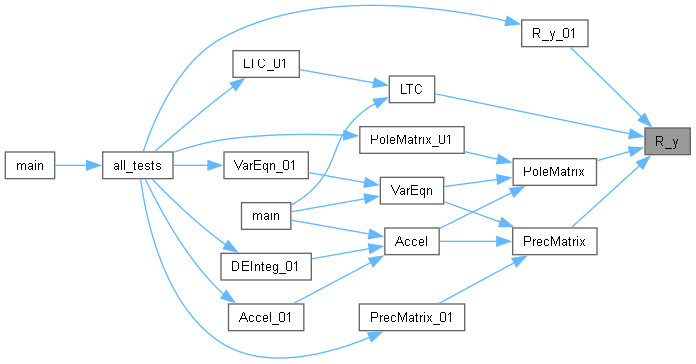 R_y_01
LTC_01
LTC
PoleMatrix_01
R_y
main
all_tests
VarEqn_01
PoleMatrix
VarEqn
main
Accel
PrecMatrix
DEInteg_01
Accel_01
PrecMatrix_01